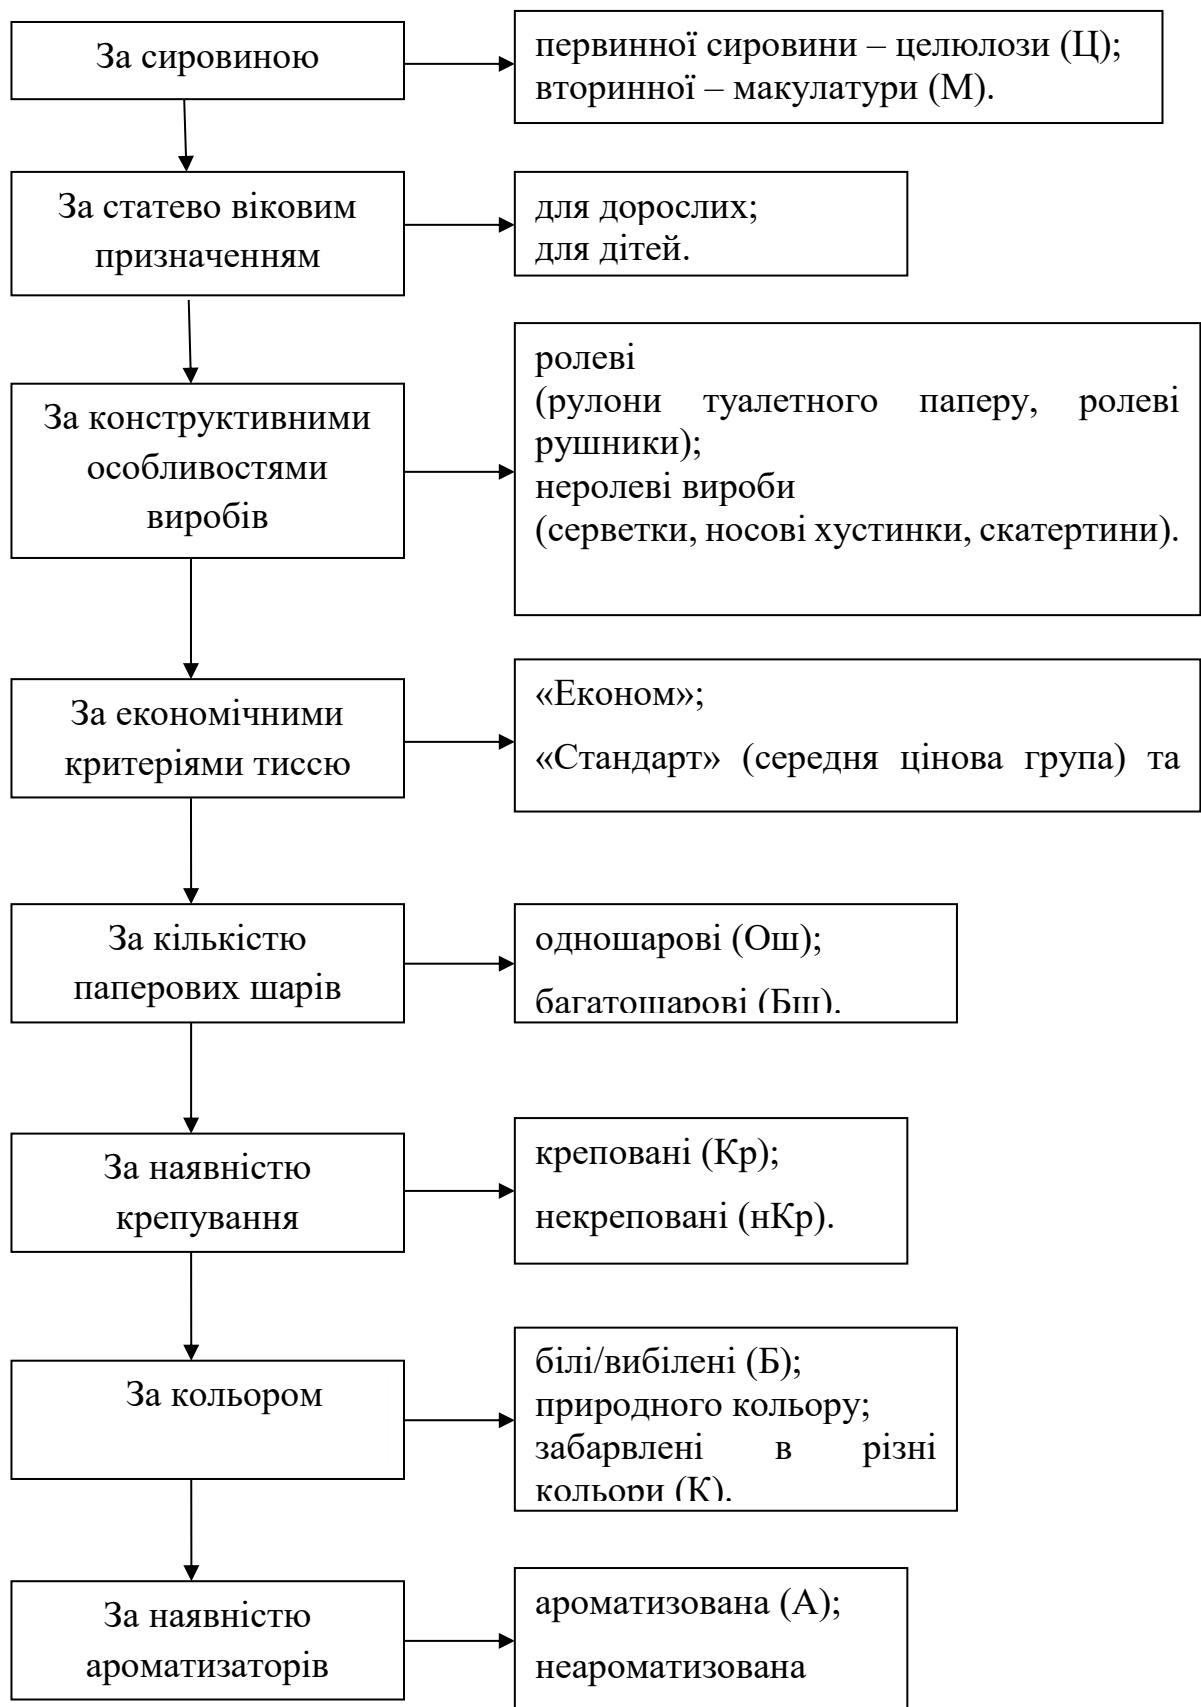 За сировиною
первинної сировини – целюлози (Ц);
вторинної – макулатури (М).
За статево віковим
призначенням
для дорослих;
для дітей.
За конструктивними
особливостями
виробів
ролеві
(рулони туалетного паперу, ролеві
рушники);
неролеві вироби
(серветки, носові хустинки, скатертини).
За економічними
критеріями тиссю
«Економ»;
«Стандарт» (середня цінова група) та
За кількістю
паперових шарів
одношарові (Ош);
багатошарові (Бш).
За наявністю
крепування
креповані (Кр);
некреповані (нКр).
За кольором
білі/вибілені (Б);
природного кольору;
забарвлені в різні
кольори (К).
За наявністю
ароматизаторів
ароматизована (А);
неароматизована